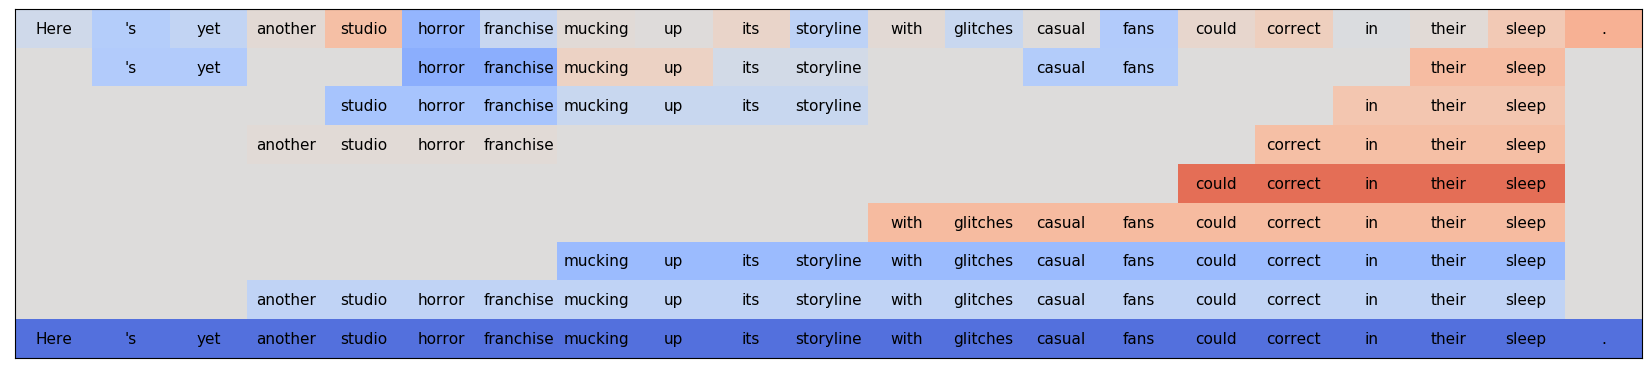 Here 's yet another studio horror franchise mucking up its storyline with glitches casual fans could correct in their sleep .
's yet horror franchise mucking up its storyline casual fans their sleep
studio horror franchise mucking up its storyline in their sleep
another studio horror franchise correct in their sleep
could correct in their sleep
with glitches casual fans could correct in their sleep
mucking up its storyline with glitches casual fans could correct in their sleep
another studio horror franchise mucking up its storyline with glitches casual fans could correct in their sleep
Here 's yet another studio horror franchise mucking up its storyline with glitches casual fans could correct in their sleep .